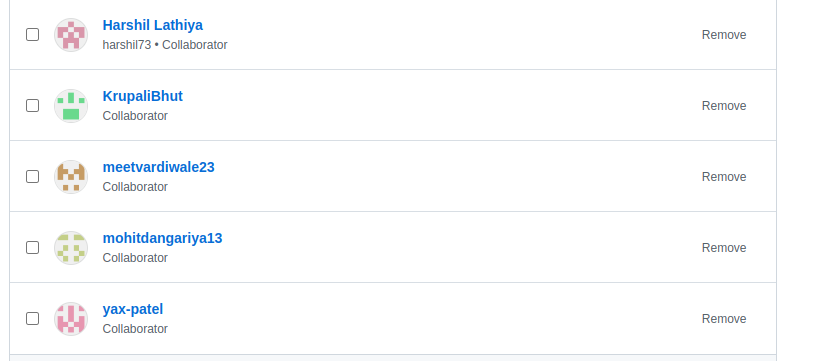 Harshil Lathiya
harshil73 • Collaborator
Remove
KrupaliBhut
Collaborator
Remove
meetvardiwale23
Collaborator
Remove
mohitdangariya13
Collaborator
Remove
yax-patel
Collaborator
Remove